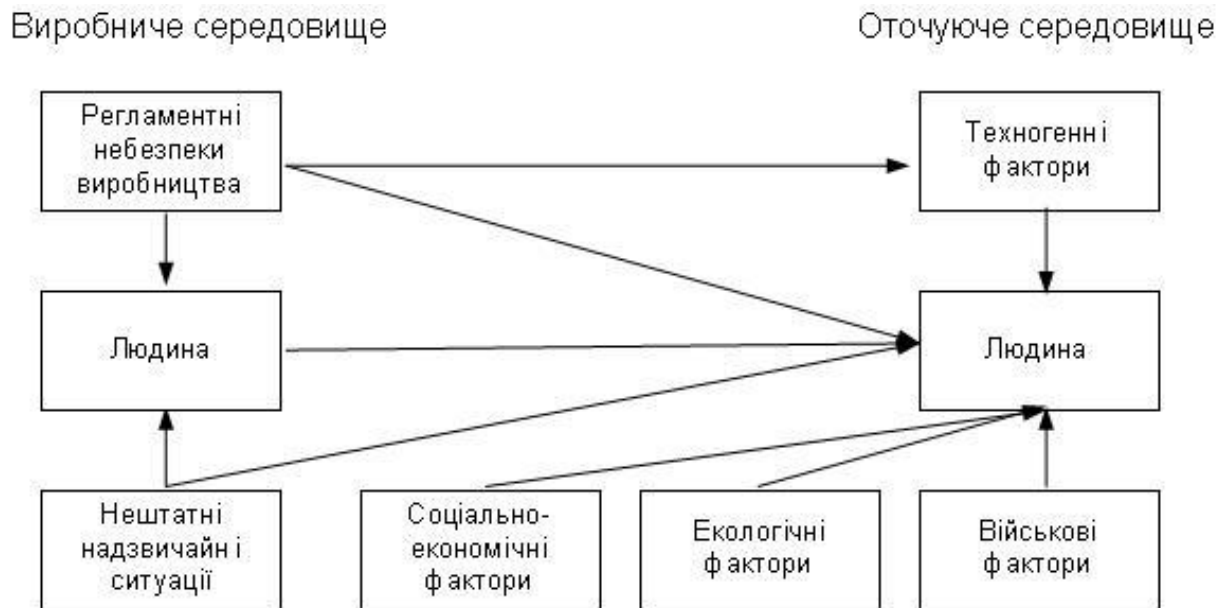 Виробниче середовище
Оточуюче середовище
Регламентні
небезпеки
виробництва
Техногенні
фактори
Людина
Людина
Нештатні
надзвичайні
ситуації
Соціально-
економічні
фактори
Екологічні
фактори
Військові
фактори